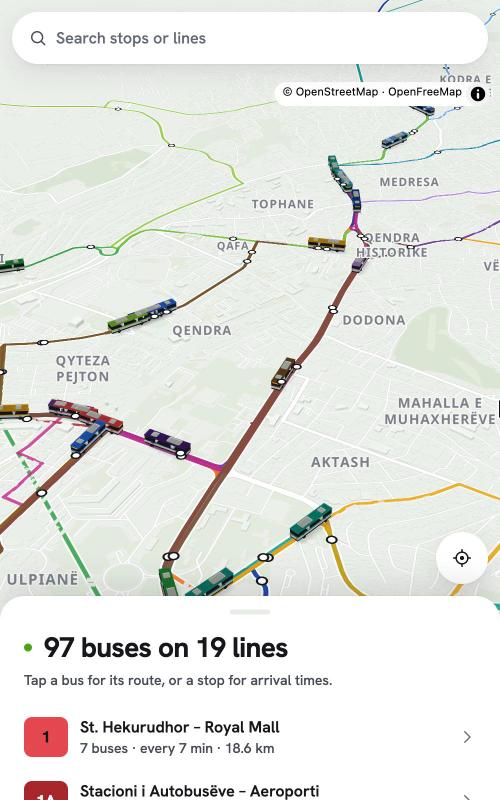 Search stops or lines
KODRA E
© OpenStreetMap · OpenFreeMap
MEDRESA
TOPHANE
QENDRA
HISTORIKE
QAFA
DODONA
QENDRA
QYTEZA
PEJTON
MAHALLA E
MUHAXHERËVE
AKTASH
ULPIANË
97 buses on 19 lines
Tap a bus for its route, or a stop for arrival times.
1
St. Hekurudhor – Royal Mall
7 buses · every 7 min · 18.6 km
1A
Stacioni i Autobusëve – Aeroporti